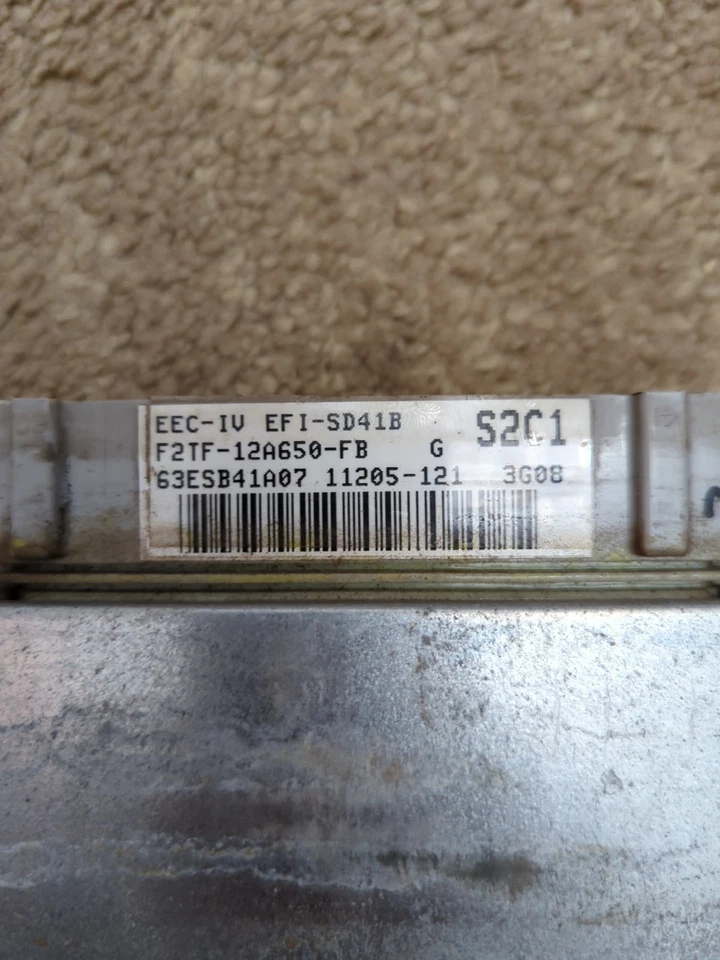 EEC-IV EFI-SD41B S2C1
F2TF-12A650-FB G
63ESB41A07 11205-121 3G08